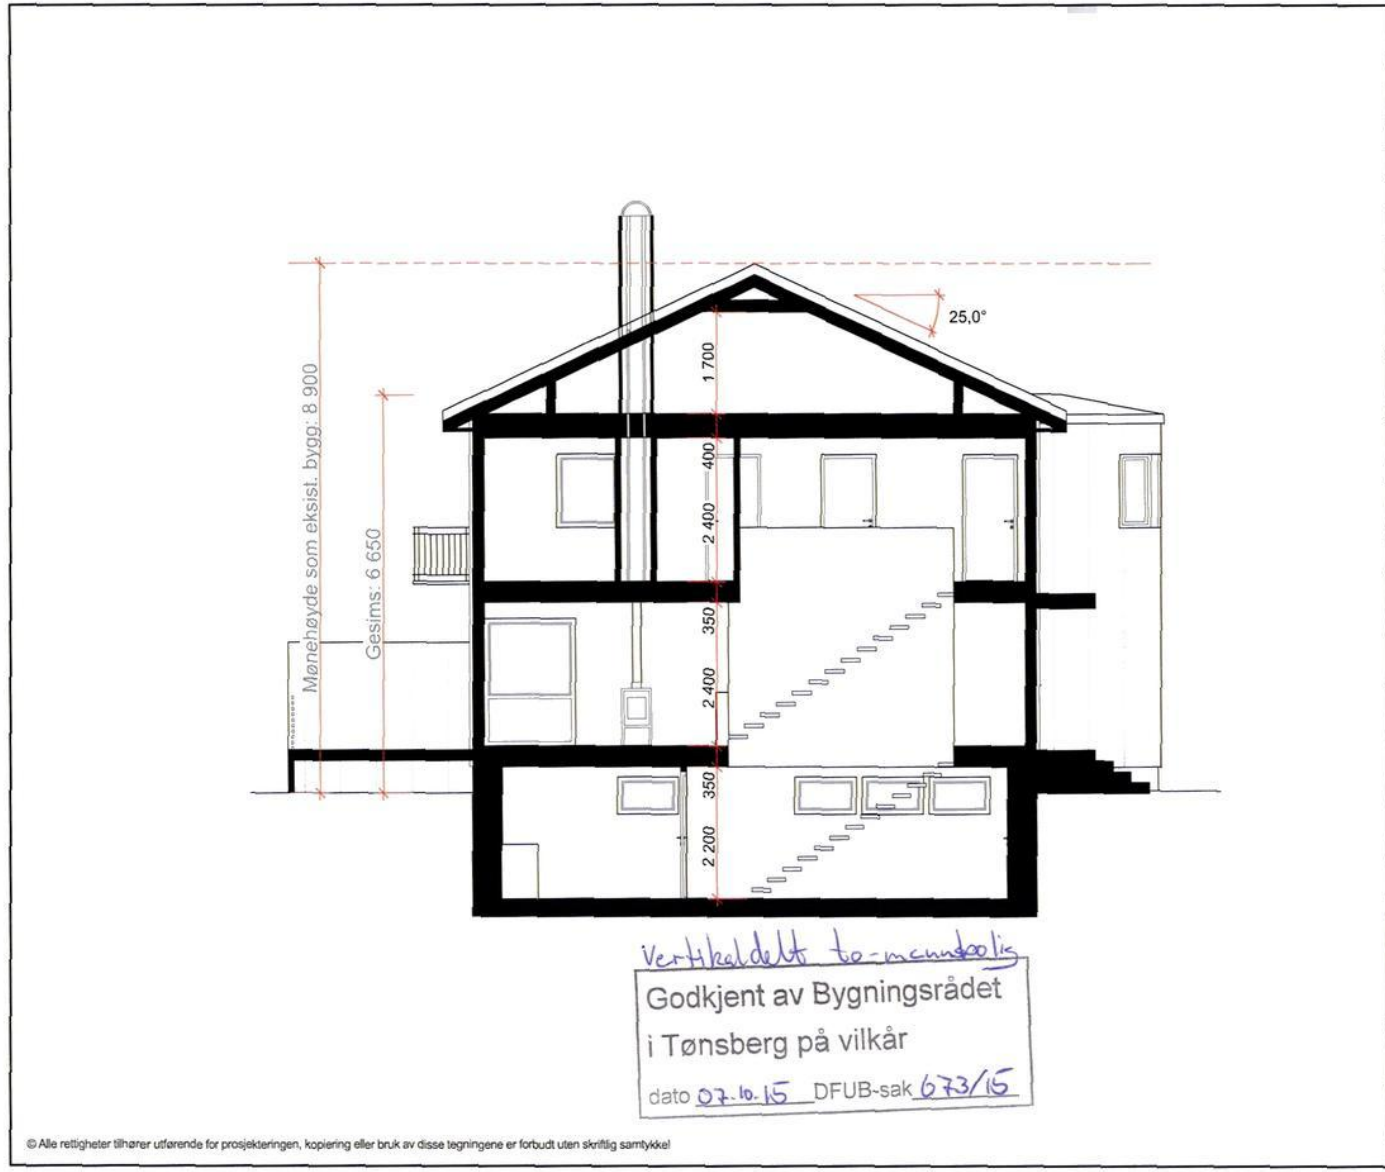 25,0°
Mønehøyde som eksist. bygg: 8 900
Gesims: 6 650
1 700
400
2 400
350
2 400
350
2 200
Vertikaldelt to-mannsbolig
Godkjent av Bygningsrådet
i Tønsberg på vilkår
dato 07.10.15 DFUB-sak 673/15
© Alle rettigheter tilhører utførende for prosjekteringen, kopiering eller bruk av disse tegningene er forbudt uten skriftlig samtykke!